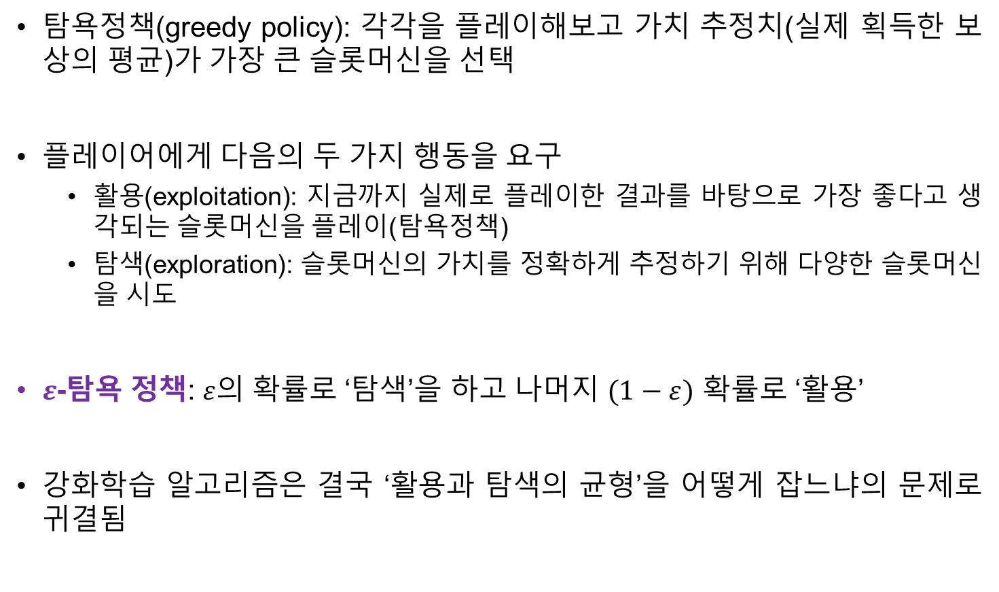 • 탐욕정책(greedy policy): 각각을 플레이해보고 가치 추정치(실제 획득한 보
상의 평균)가 가장 큰 슬롯머신을 선택
• 플레이어에게 다음의 두 가지 행동을 요구
• 활용(exploitation): 지금까지 실제로 플레이한 결과를 바탕으로 가장 좋다고 생
각되는 슬롯머신을 플레이(탐욕정책)
• 탐색(exploration): 슬롯머신의 가치를 정확하게 추정하기 위해 다양한 슬롯머신
을 시도
• ε-탐욕 정책: ε의 확률로 ‘탐색’을 하고 나머지 (1 − ε) 확률로 ‘활용’
• 강화학습 알고리즘은 결국 ‘활용과 탐색의 균형’을 어떻게 잡느냐의 문제로
귀결됨